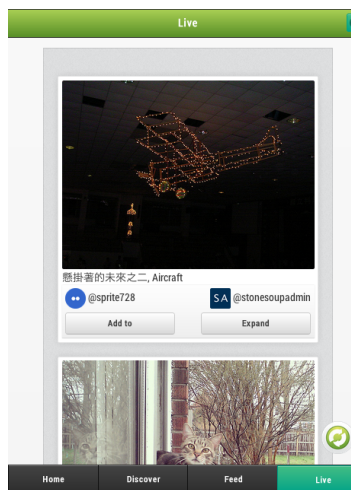 Live
懸掛著的未來之二, Aircraft
@sprite728
SA @stonesoupadmin
Add to Expand
Home Discover Feed Live